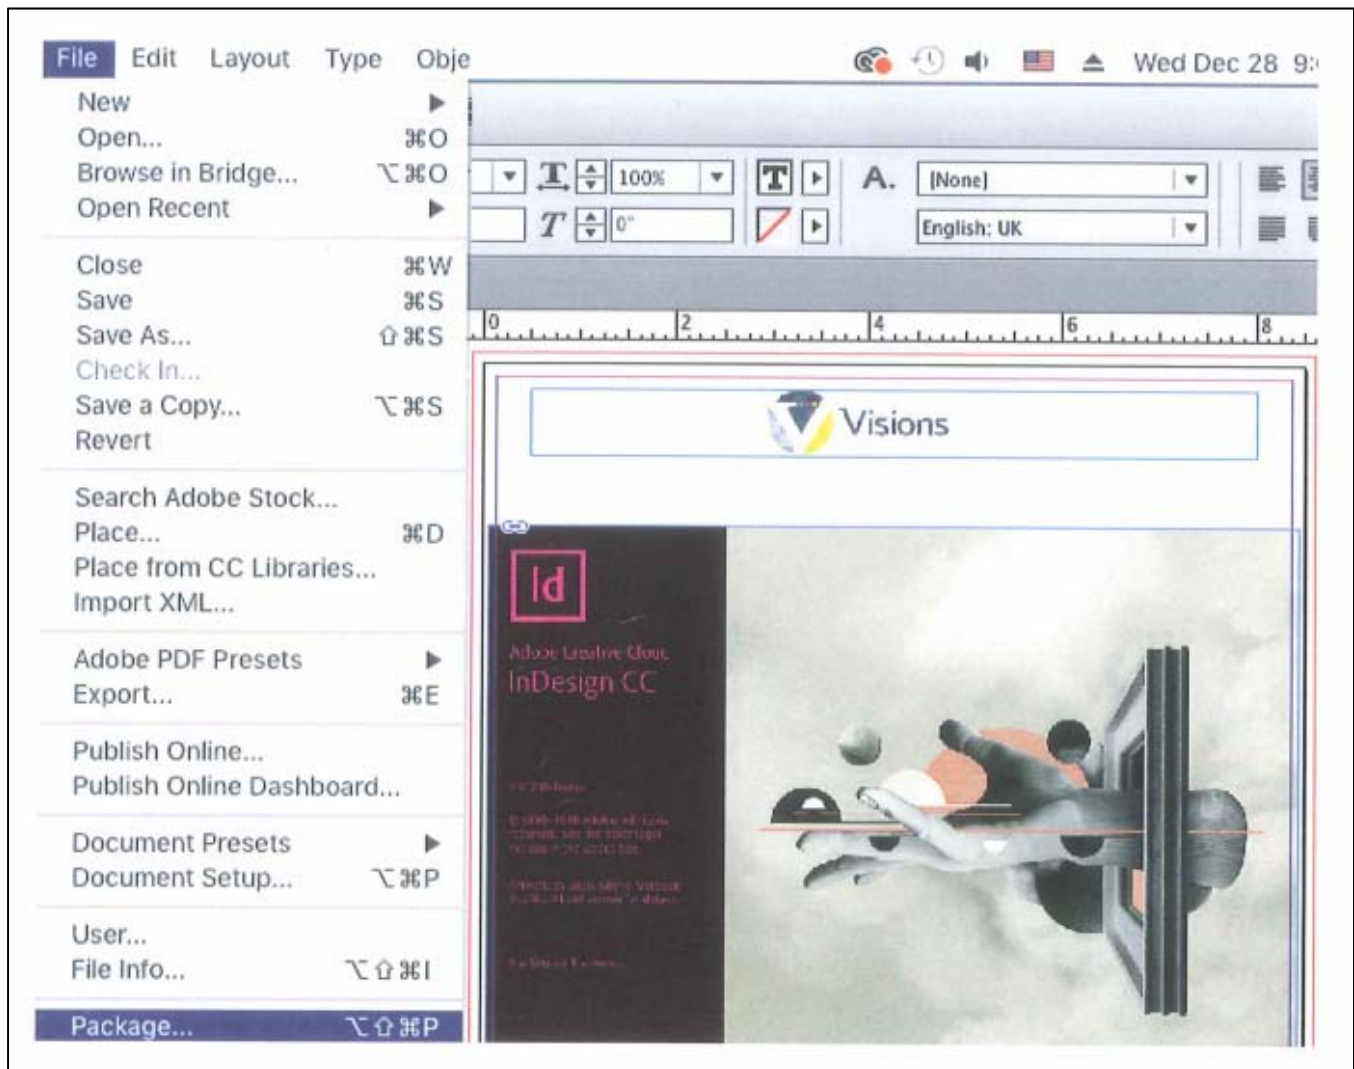 File Edit Layout Type Obje
Wed Dec 28 9:
New
Open... ⌘O
Browse in Bridge... ⌥⌘O
Open Recent
Close ⌘W
Save ⌘S
Save As... ⇧⌘S
Check In...
Save a Copy... ⌥⌘S
Revert
Search Adobe Stock...
Place... ⌘D
Place from CC Libraries...
Import XML...
Adobe PDF Presets
Export... ⌘E
Publish Online...
Publish Online Dashboard...
Document Presets
Document Setup... ⌥⌘P
User...
File Info... ⌥⇧⌘I
Package... ⌥⇧⌘P
T 100% T A. [None]
T 0° English: UK
0 2 4 6 8
Visions
Id
Adobe Creative Cloud
InDesign CC